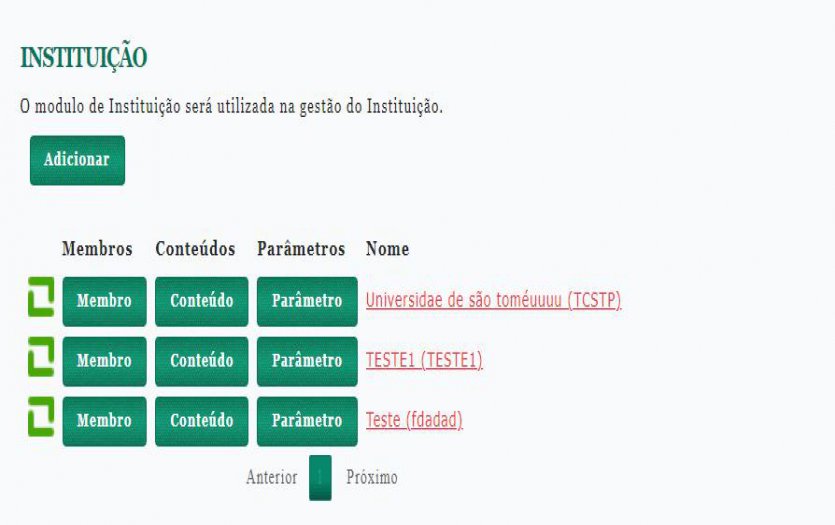 INSTITUIÇÃO
O modulo de Instituição será utilizada na gestão do Instituição.
Adicionar
Membros Conteúdos Parâmetros Nome
Membro Conteúdo Parâmetro Universidae de são toméuuuu (TCSTP)
Membro Conteúdo Parâmetro TESTE1 (TESTE1)
Membro Conteúdo Parâmetro Teste (fdadad)
Anterior 1 Próximo